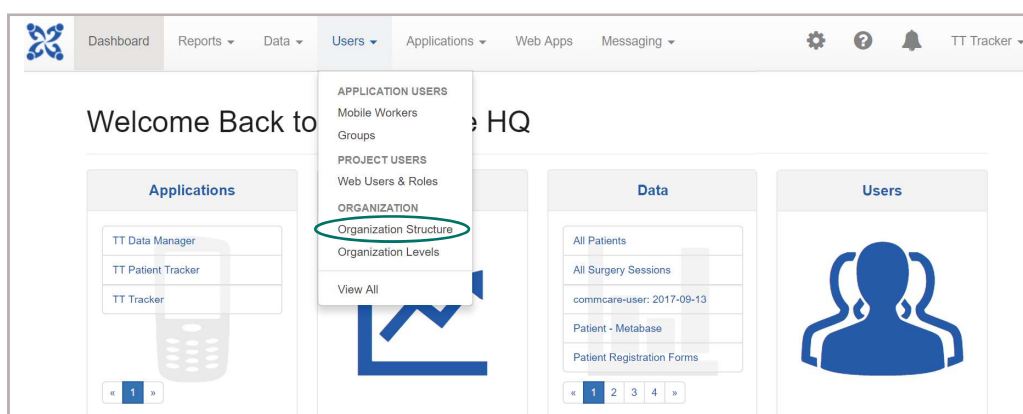 Dashboard Reports Data Users Applications Web Apps Messaging TT Tracker
APPLICATION USERS
Mobile Workers
Groups
PROJECT USERS
Web Users & Roles
ORGANIZATION
Organization Structure
Organization Levels
View All
Welcome Back to HQ
Applications
TT Data Manager
TT Patient Tracker
TT Tracker
« 1 »
Data
All Patients
All Surgery Sessions
commcare-user: 2017-09-13
Patient - Metabase
Patient Registration Forms
« 1 2 3 4 »
Users